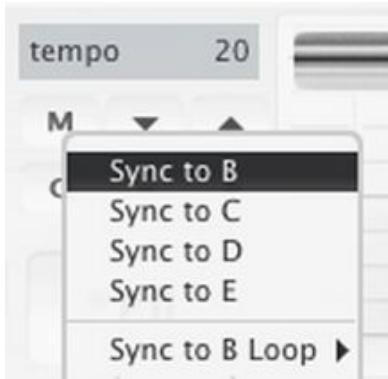 tempo 20
M
Sync to B
Sync to C
Sync to D
Sync to E
Sync to B Loop